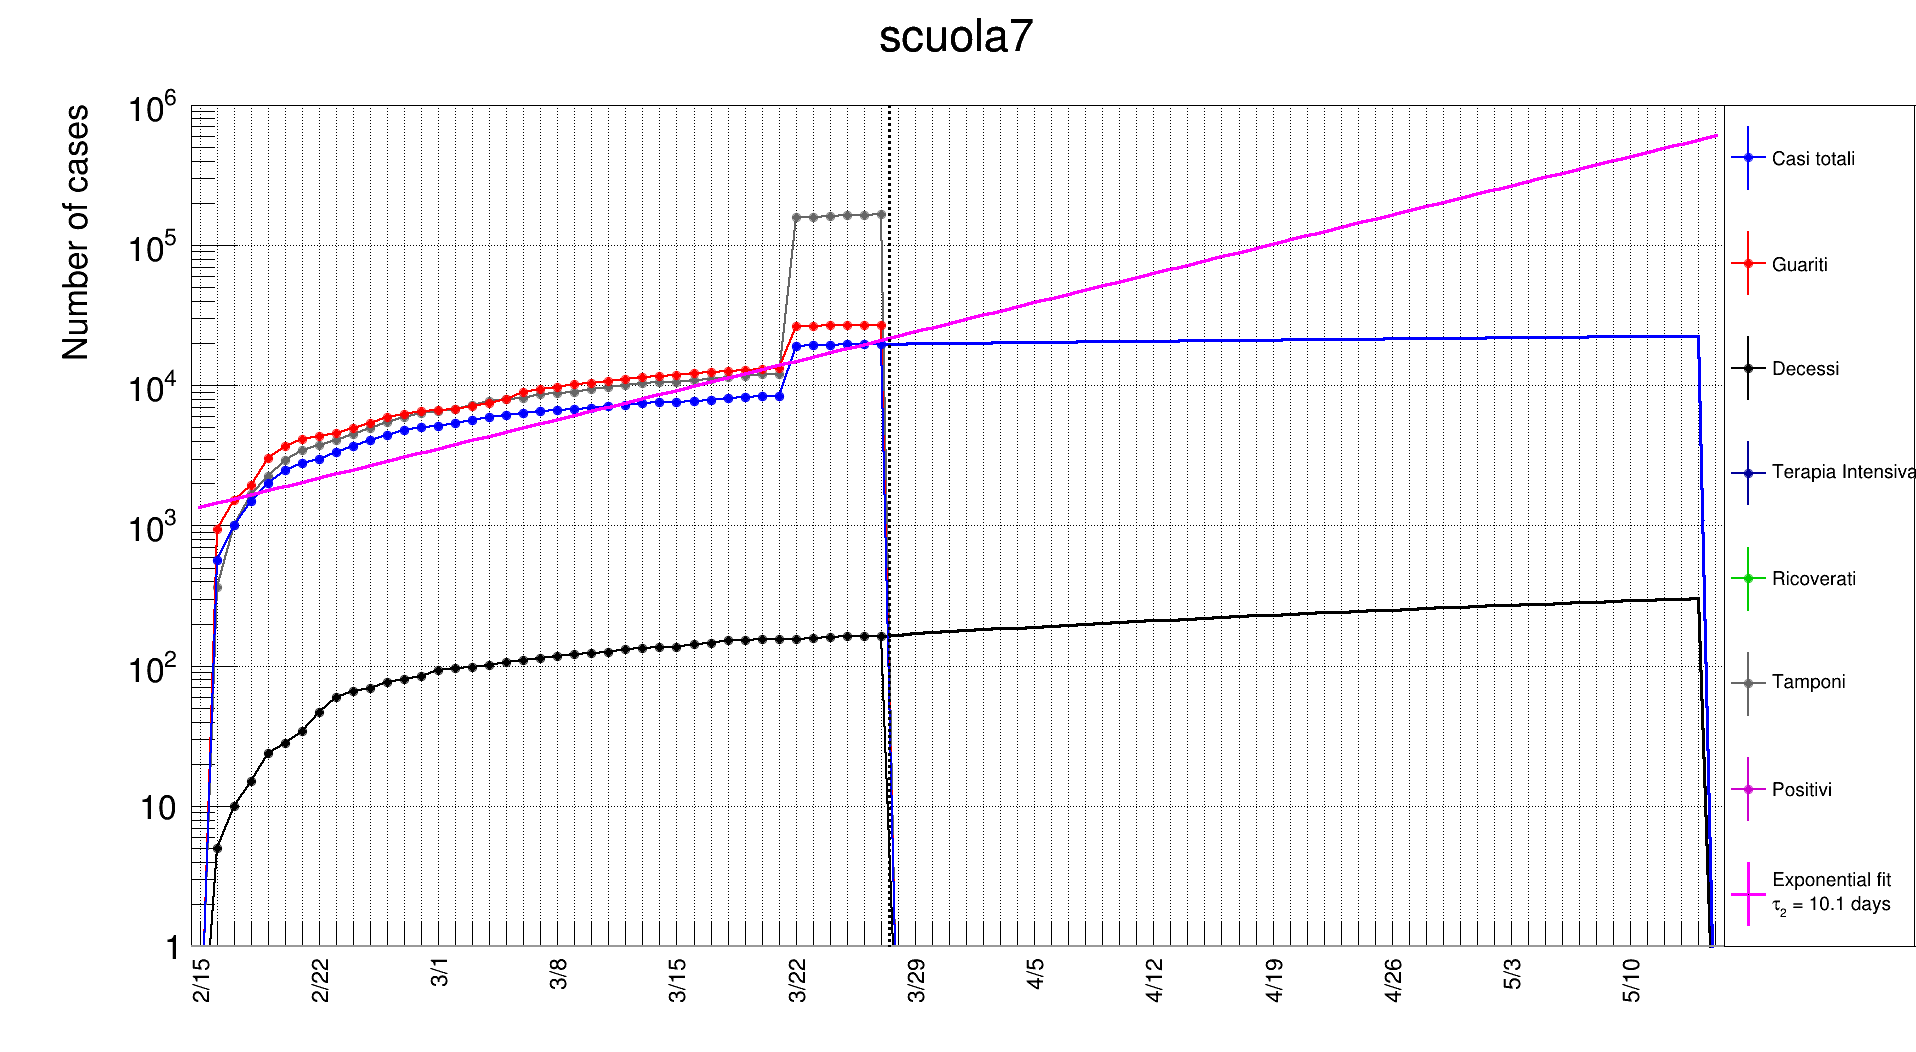 scuola7
Number of cases
10^6
10^5
10^4
10^3
10^2
10
1
2/15
2/22
3/1
3/8
3/15
3/22
3/29
4/5
4/12
4/19
4/26
5/3
5/10
Casi totali
Guariti
Decessi
Terapia Intensiva
Ricoverati
Tamponi
Positivi
Exponential fit
τ₂ = 10.1 days